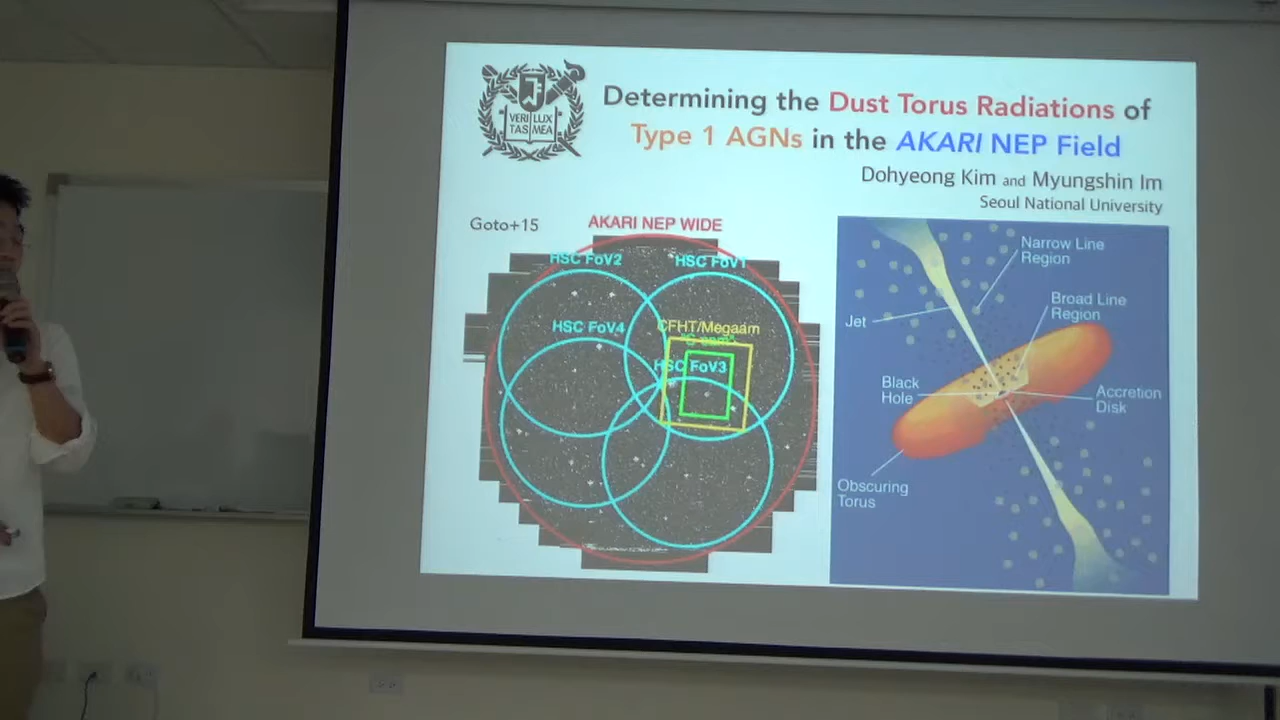 Determining the Dust Torus Radiations of
Type 1 AGNs in the AKARI NEP Field
Dohyeong Kim and Myungshin Im
Seoul National University
VERI LUX
TAS MEA
Goto+15
AKARI NEP WIDE
HSC FoV2
HSC FoV1
HSC FoV4
CFHT/Megaam
HSC FoV3
Narrow Line
Region
Broad Line
Region
Jet
Black
Hole
Accretion
Disk
Obscuring
Torus